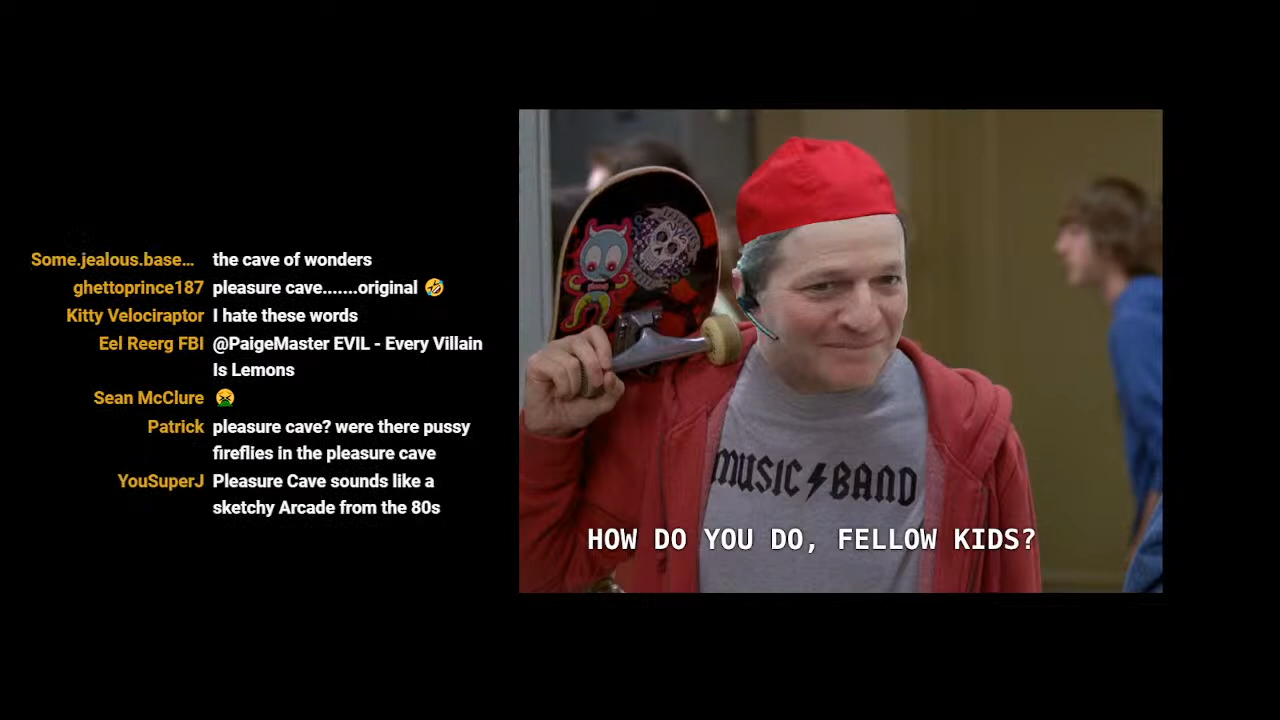 Some.jealous.base... the cave of wonders
ghettoprince187 pleasure cave.......original 🤣
Kitty Velociraptor I hate these words
Eel Reerg FBI @PaigeMaster EVIL - Every Villain
Is Lemons
Sean McClure 🤮
Patrick pleasure cave? were there pussy
fireflies in the pleasure cave
YouSuperJ Pleasure Cave sounds like a
sketchy Arcade from the 80s
MUSIC⚡BAND
HOW DO YOU DO, FELLOW KIDS?